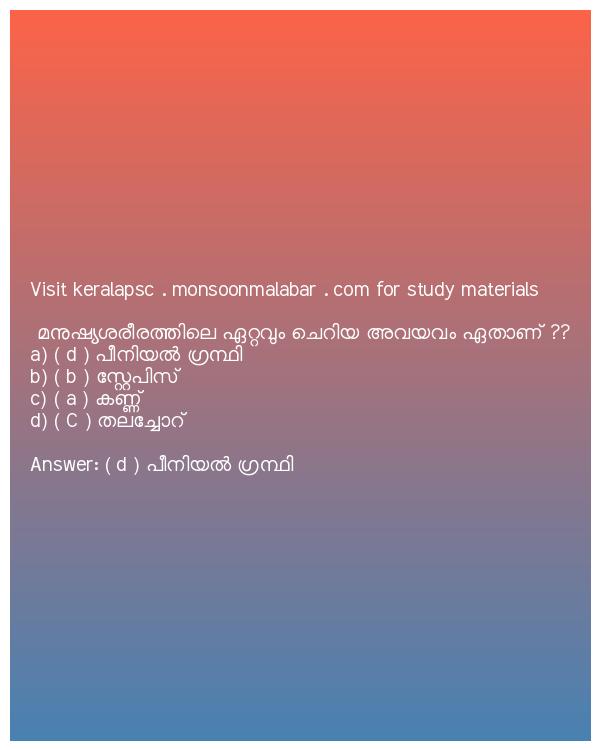 Visit keralapsc . monsoonmalabar . com for study materials
മനുഷ്യശരീരത്തിലെ ഏറ്റവും ചെറിയ അവയവം ഏതാണ് ??
a) ( d ) പീനിയൽ ഗ്രന്ഥി
b) ( b ) സ്റ്റേപിസ്
c) ( a ) കണ്ണ്
d) ( C ) തലച്ചോറ്
Answer: ( d ) പീനിയൽ ഗ്രന്ഥി